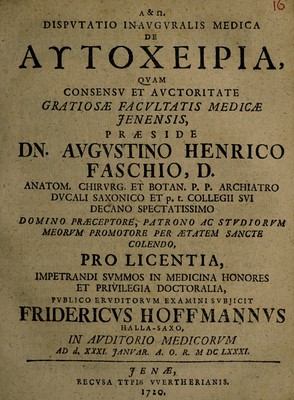 16
Α & Ω.
DISPVTATIO INAVGVRALIS MEDICA
DE
ΑΥΤΟΧΕΙΡΙΑ,
QVAM
CONSENSV ET AVCTORITATE
GRATIOSÆ FACVLTATIS MEDICÆ
JENENSIS,
PRÆSIDE
DN. AVGVSTINO HENRICO
FASCHIO, D.
ANATOM. CHIRVRG. ET BOTAN. P. P. ARCHIATRO
DVCALI SAXONICO ET p. t. COLLEGII SVI
DECANO SPECTATISSIMO
DOMINO PRÆCEPTORE, PATRONO AC STVDIORVM
MEORVM PROMOTORE PER ÆTATEM SANCTE
COLENDO,
PRO LICENTIA,
IMPETRANDI SVMMOS IN MEDICINA HONORES
ET PRIVILEGIA DOCTORALIA,
PVBLICO ERVDITORVM EXAMINI SVBJICIT
FRIDERICVS HOFFMANNVS
HALLA-SAXO,
IN AVDITORIO MEDICORVM
AD d. XXXI. JANVAR. A. O. R. M DC LXXXI.
JENÆ,
RECVSA TYPIS VVERTHERIANIS.
1720.